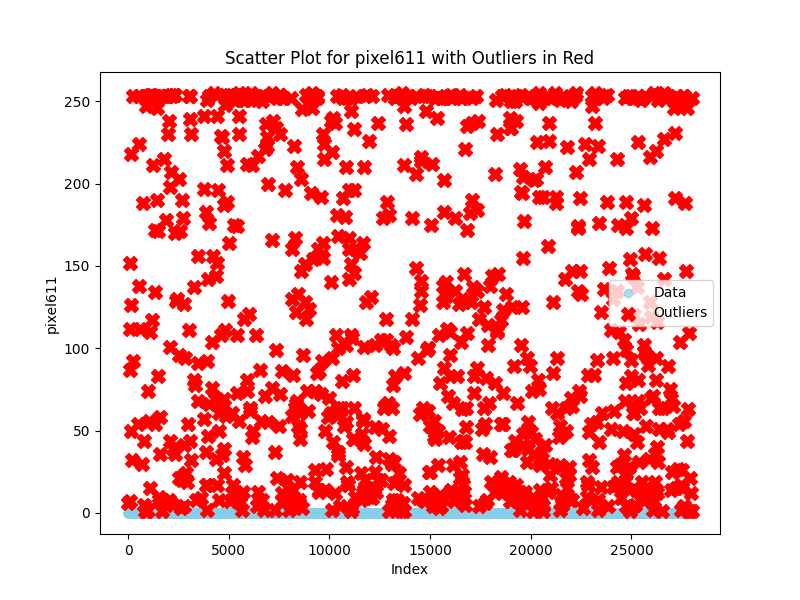 Scatter Plot for pixel611 with Outliers in Red
250
200
150
100
50
0
pixel611
Data
Outliers
0 5000 10000 15000 20000 25000
Index